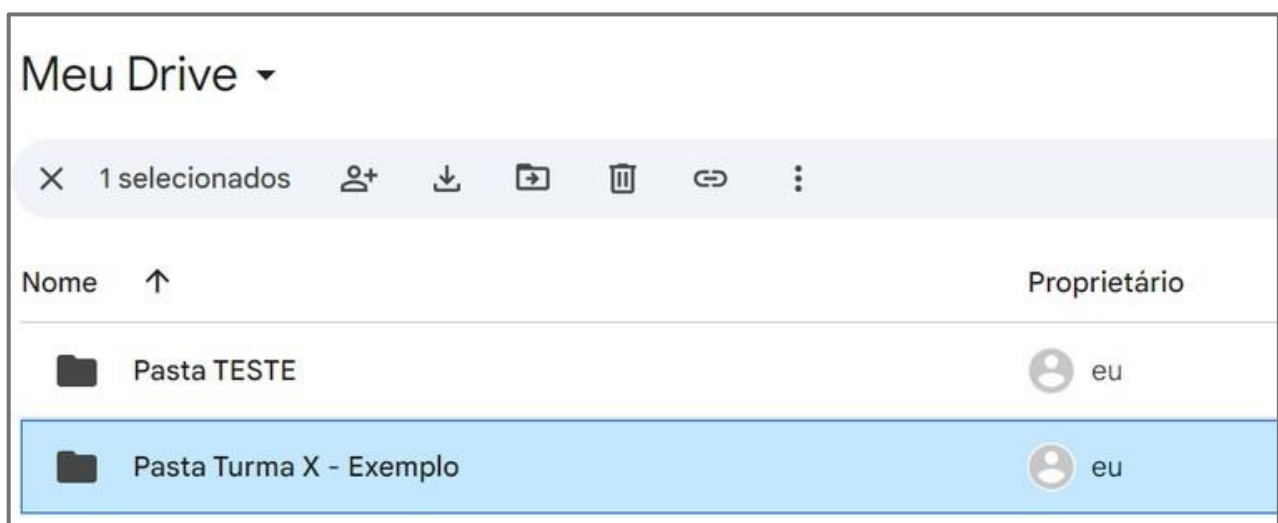 Meu Drive
1 selecionados
Nome Proprietário
Pasta TESTE eu
Pasta Turma X - Exemplo eu